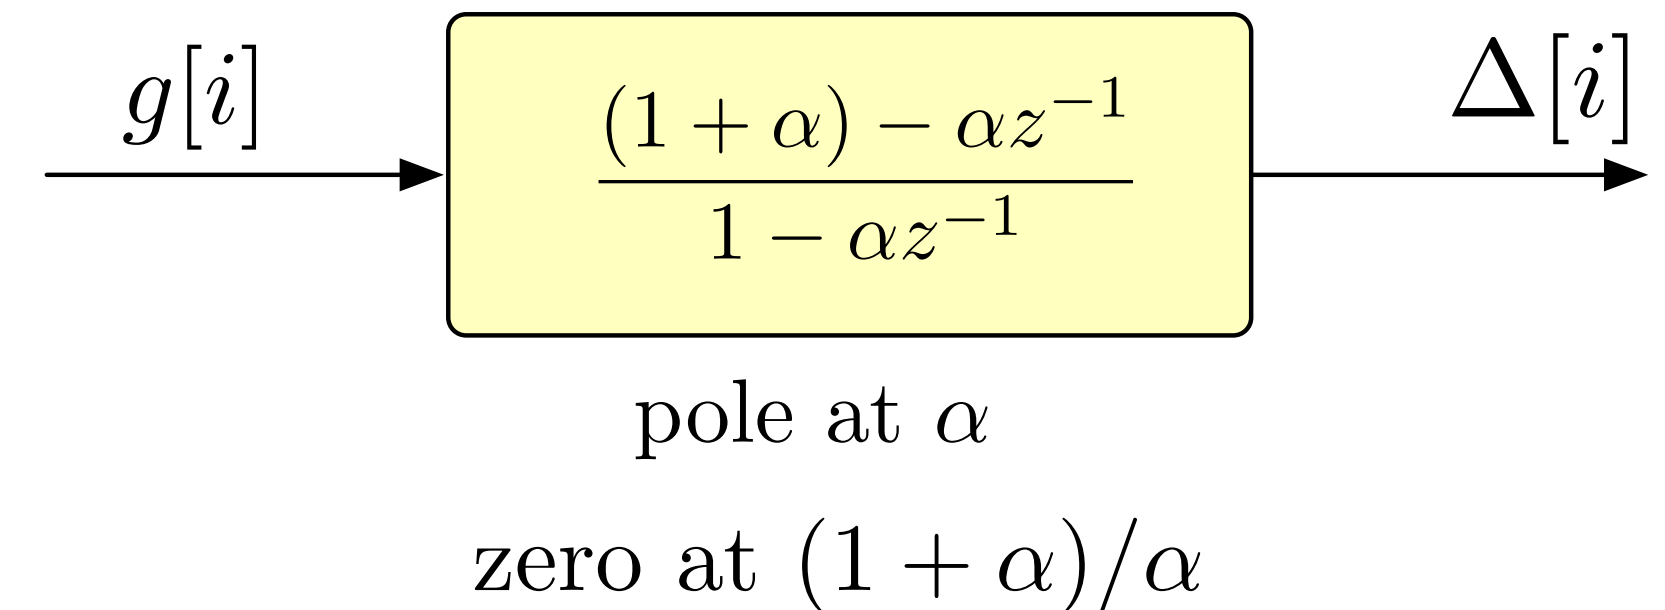 g[i]
(1 + α) − αz⁻¹
1 − αz⁻¹
Δ[i]
pole at α
zero at (1 + α)/α